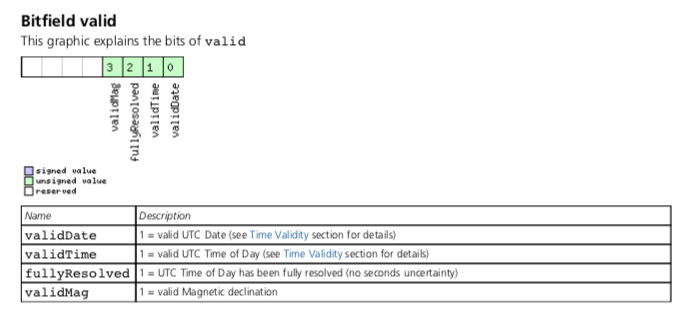 Bitfield valid
This graphic explains the bits of valid
3 2 1 0
validMag
fullyResolved
validTime
validDate
signed value
unsigned value
reserved
Name Description
validDate 1 = valid UTC Date (see Time Validity section for details)
validTime 1 = valid UTC Time of Day (see Time Validity section for details)
fullyResolved 1 = UTC Time of Day has been fully resolved (no seconds uncertainty)
validMag 1 = valid Magnetic declination